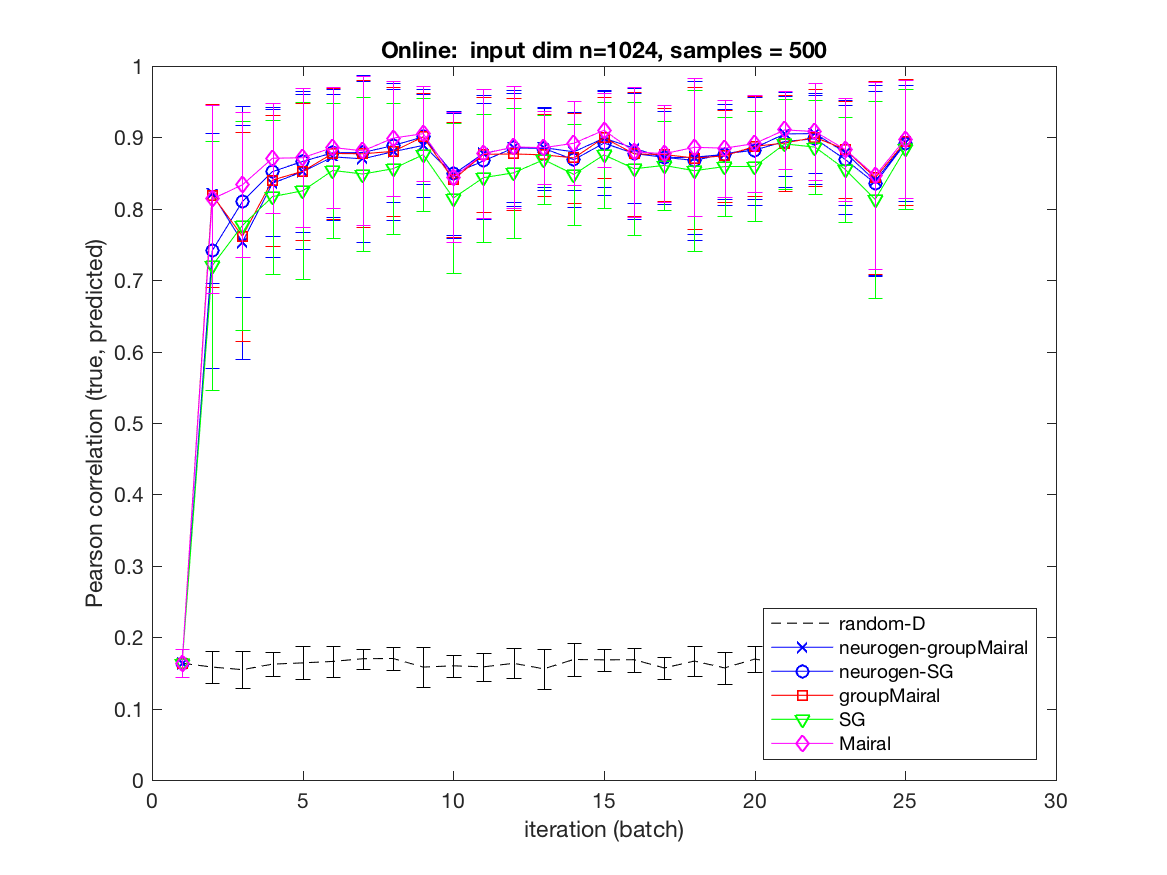 Online:  input dim n=1024, samples = 500
Pearson correlation (true, predicted)
1
0.9
0.8
0.7
0.6
0.5
0.4
0.3
0.2
0.1
0
0 5 10 15 20 25 30
iteration (batch)
random-D
neurogen-groupMairal
neurogen-SG
groupMairal
SG
Mairal